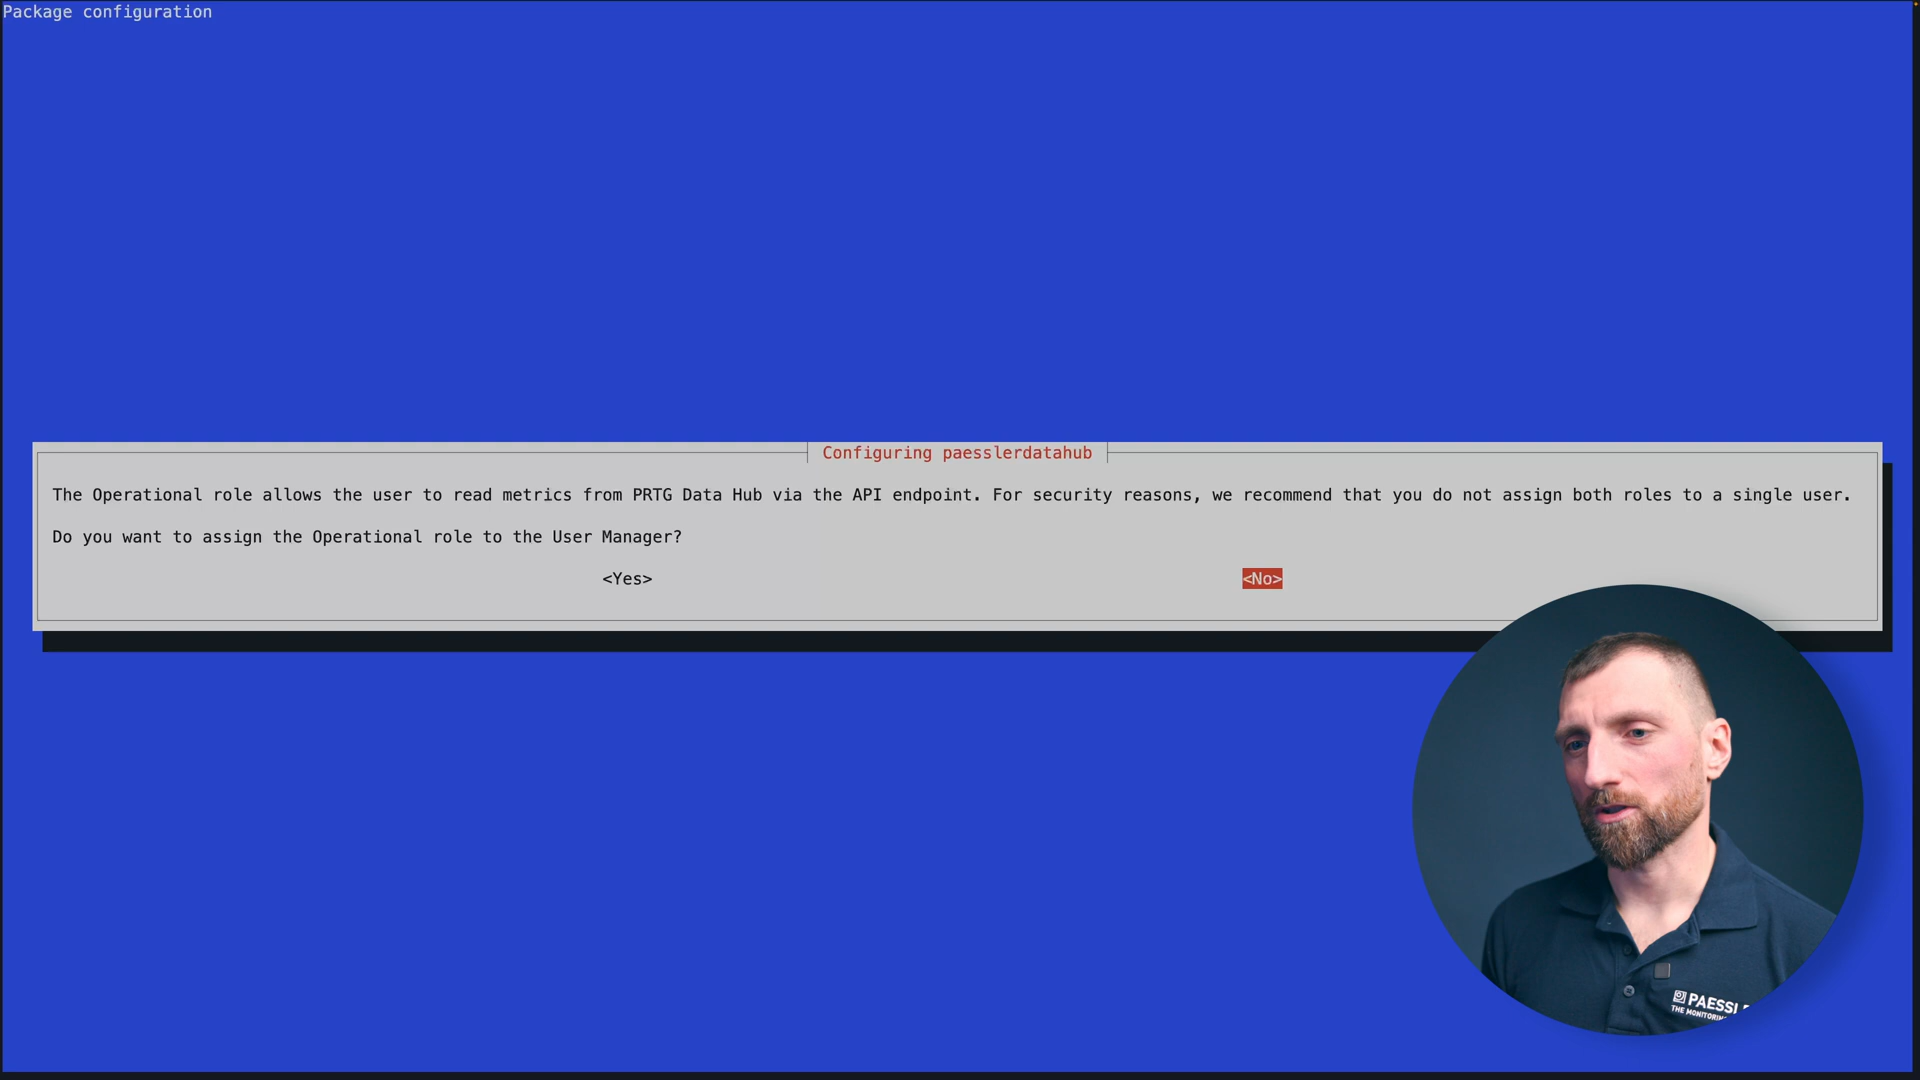 Package configuration
Configuring paesslerdatahub
The Operational role allows the user to read metrics from PRTG Data Hub via the API endpoint. For security reasons, we recommend that you do not assign both roles to a single user.
Do you want to assign the Operational role to the User Manager?
<Yes> <No>
PAESSL
THE MONITORIN